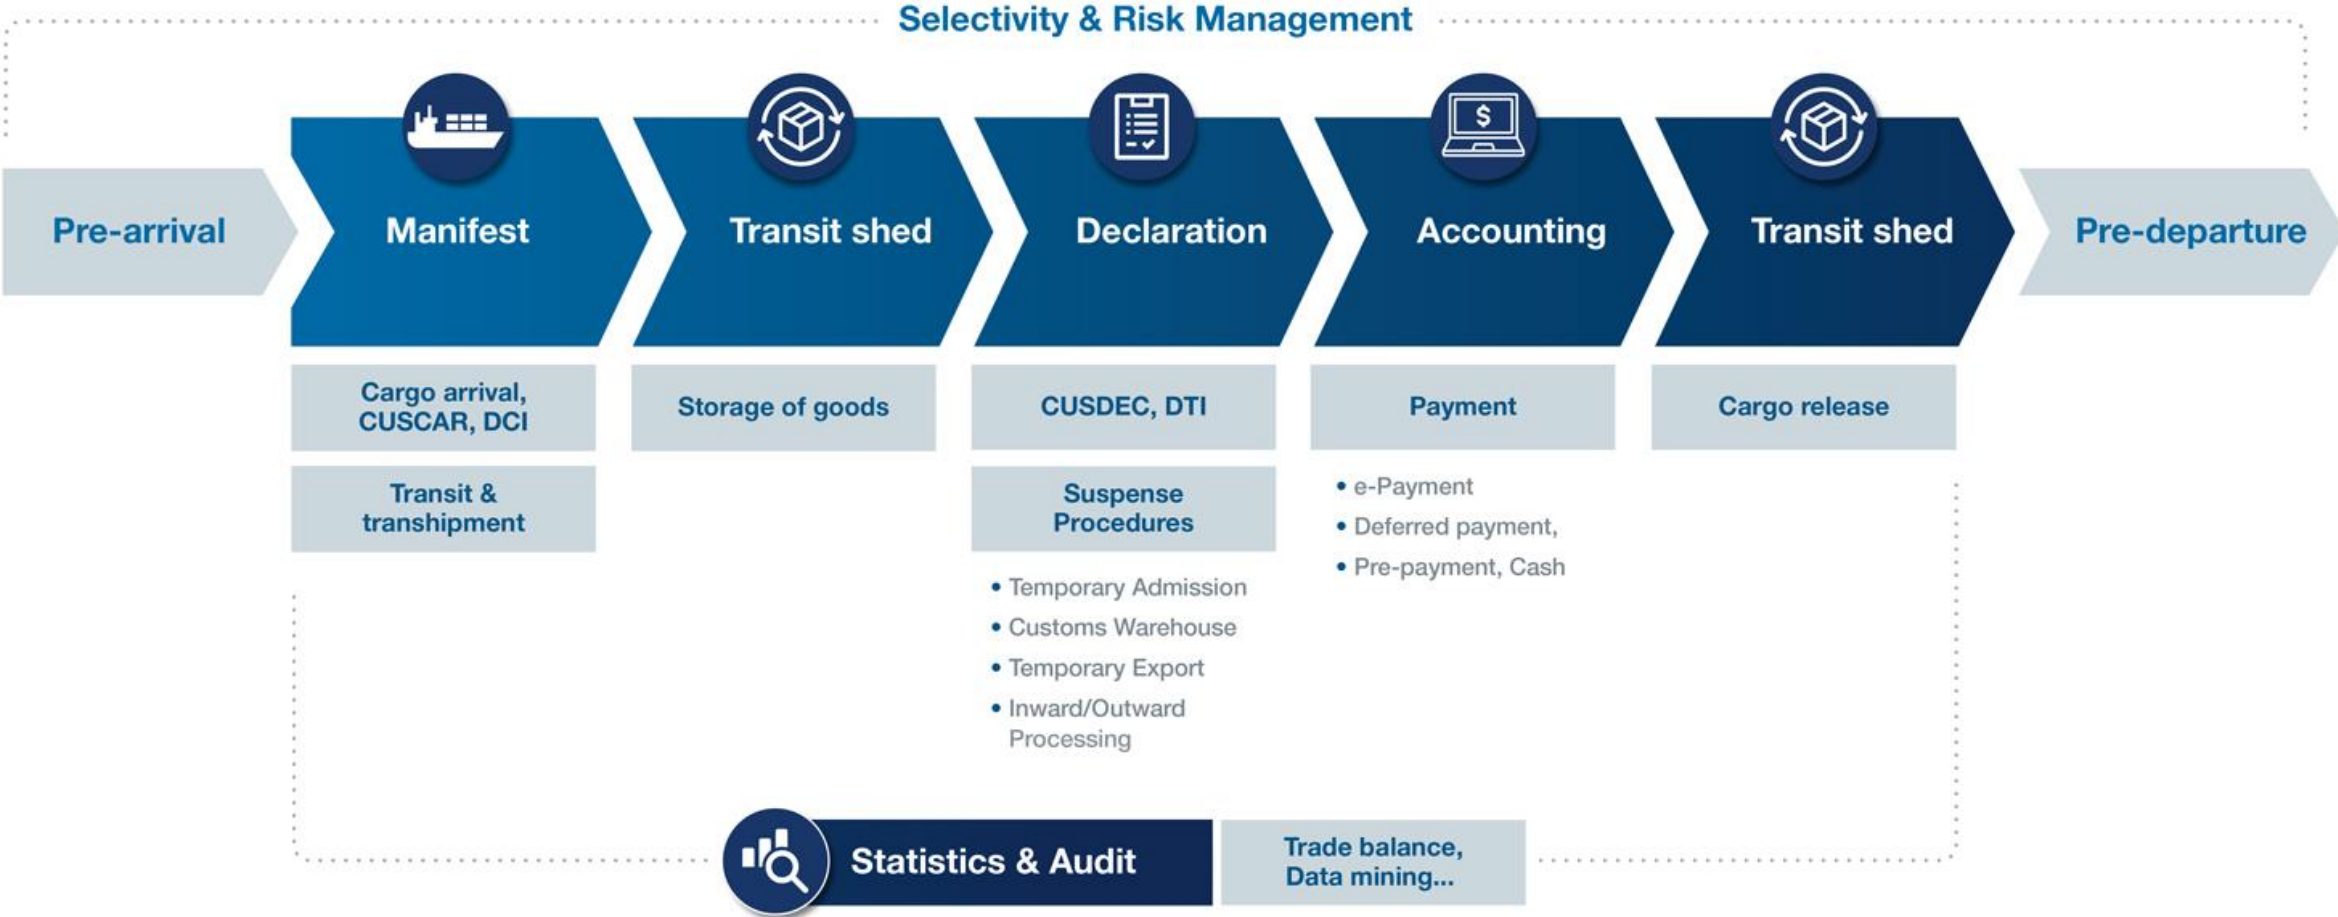 Selectivity & Risk Management
Pre-arrival
Manifest
Transit shed
Declaration
Accounting
Transit shed
Pre-departure
Cargo arrival,
CUSCAR, DCI
Transit &
transhipment
Storage of goods
CUSDEC, DTI
Suspense
Procedures
• Temporary Admission
• Customs Warehouse
• Temporary Export
• Inward/Outward
Processing
Payment
• e-Payment
• Deferred payment,
• Pre-payment, Cash
Cargo release
Statistics & Audit
Trade balance,
Data mining...
$